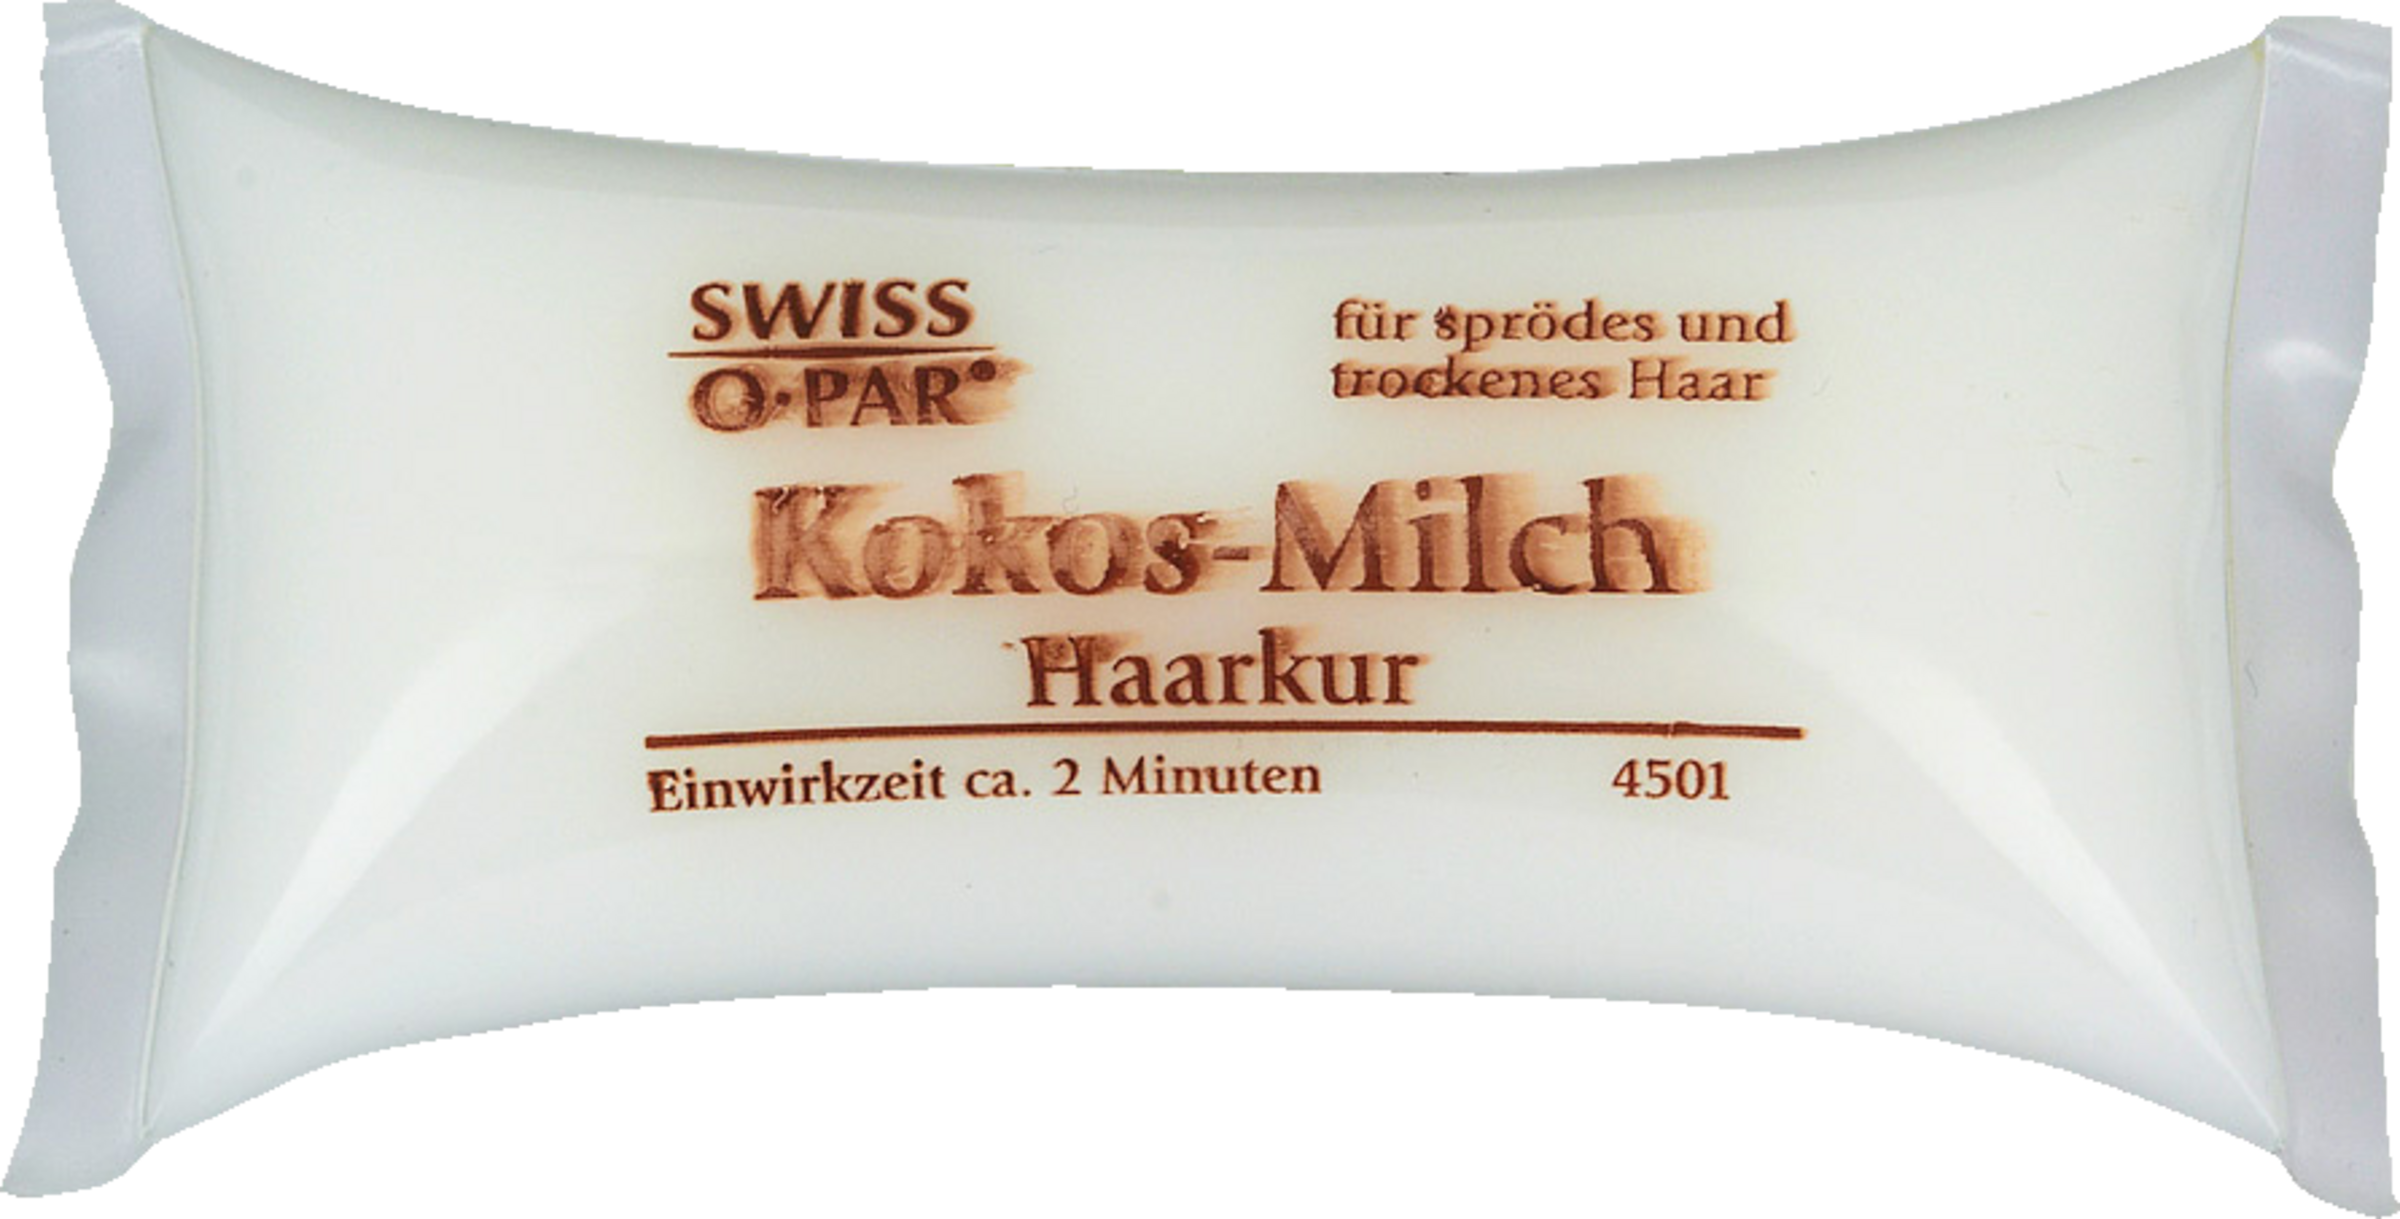 SWISS
O·PAR®
für sprödes und
trockenes Haar
Kokos-Milch
Haarkur
Einwirkzeit ca. 2 Minuten 4501